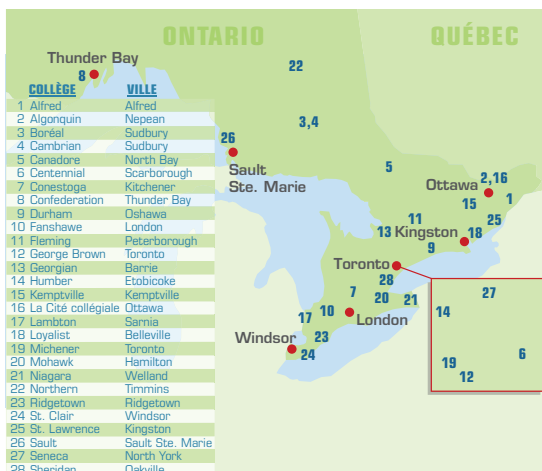 ONTARIO
QUÉBEC
Thunder Bay
8
22
COLLÈGE VILLE
1 Alfred Alfred
2 Algonquin Nepean
3 Boréal Sudbury
4 Cambrian Sudbury
5 Canadore North Bay
6 Centennial Scarborough
7 Conestoga Kitchener
8 Confederation Thunder Bay
9 Durham Oshawa
10 Fanshawe London
11 Fleming Peterborough
12 George Brown Toronto
13 Georgian Barrie
14 Humber Etobicoke
15 Kemptville Kemptville
16 La Cité collégiale Ottawa
17 Lambton Sarnia
18 Loyalist Belleville
19 Michener Toronto
20 Mohawk Hamilton
21 Niagara Welland
22 Northern Timmins
23 Ridgetown Ridgetown
24 St. Clair Windsor
25 St. Lawrence Kingston
26 Sault Sault Ste. Marie
27 Seneca North York
28 Sheridan Oakville
3,4
26
Sault
Ste. Marie
5
2,16
Ottawa
15
1
11
25
13
Kingston
18
9
Toronto
28
7
20
21
17
10
London
Windsor
23
24
27
14
19
6
12